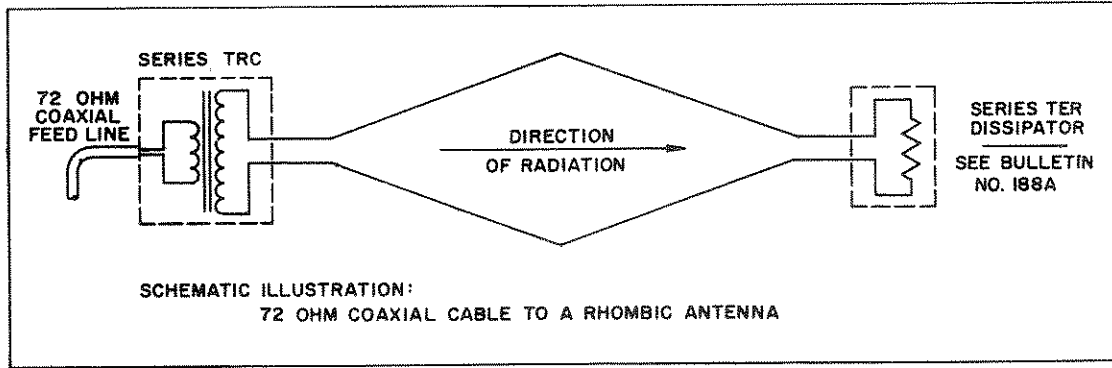 SERIES TRC
72 OHM
COAXIAL
FEED LINE
DIRECTION
OF RADIATION
SERIES TER
DISSIPATOR
SEE BULLETIN
NO. 188A
SCHEMATIC ILLUSTRATION:
72 OHM COAXIAL CABLE TO A RHOMBIC ANTENNA